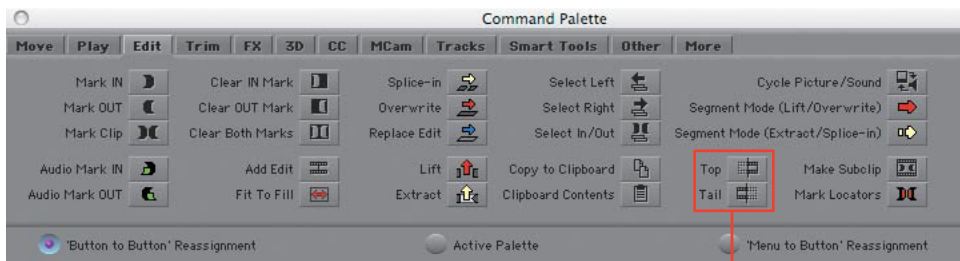 Command Palette
Move Play Edit Trim FX 3D CC MCam Tracks Smart Tools Other More
Mark IN Clear IN Mark Splice-in Select Left Cycle Picture/Sound
Mark OUT Clear OUT Mark Overwrite Select Right Segment Mode (Lift/Overwrite)
Mark Clip Clear Both Marks Replace Edit Select In/Out Segment Mode (Extract/Splice-in)
Audio Mark IN Add Edit Lift Copy to Clipboard Top Make Subclip
Audio Mark OUT Fit To Fill Extract Clipboard Contents Tail Mark Locators
'Button to Button' Reassignment Active Palette 'Menu to Button' Reassignment